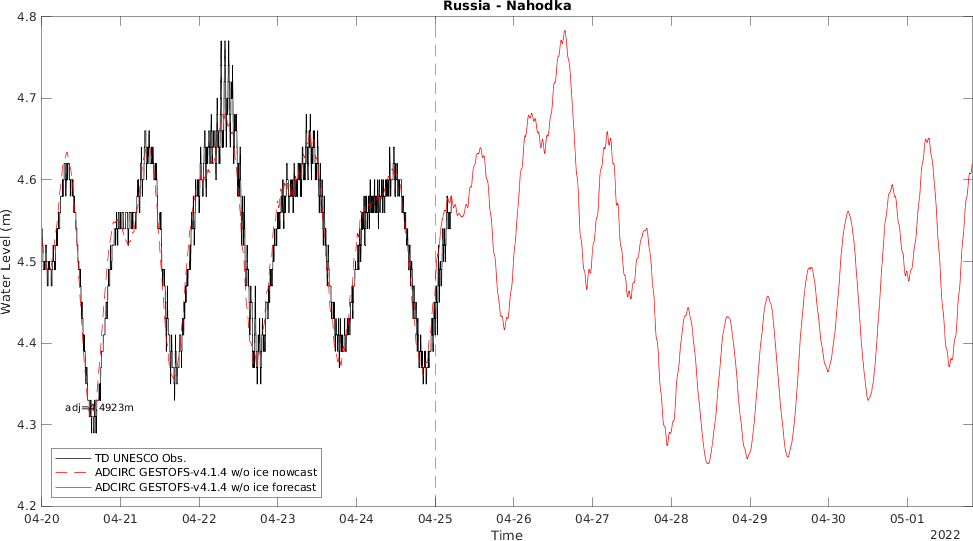 Russia - Nahodka
4.8
4.7
4.6
4.5
4.4
4.3
4.2
Water Level (m)
adj=4.4923m
TD UNESCO Obs.
ADCIRC GESTOFS-v4.1.4 w/o ice nowcast
ADCIRC GESTOFS-v4.1.4 w/o ice forecast
04-20 04-21 04-22 04-23 04-24 04-25 04-26 04-27 04-28 04-29 04-30 05-01
Time
2022